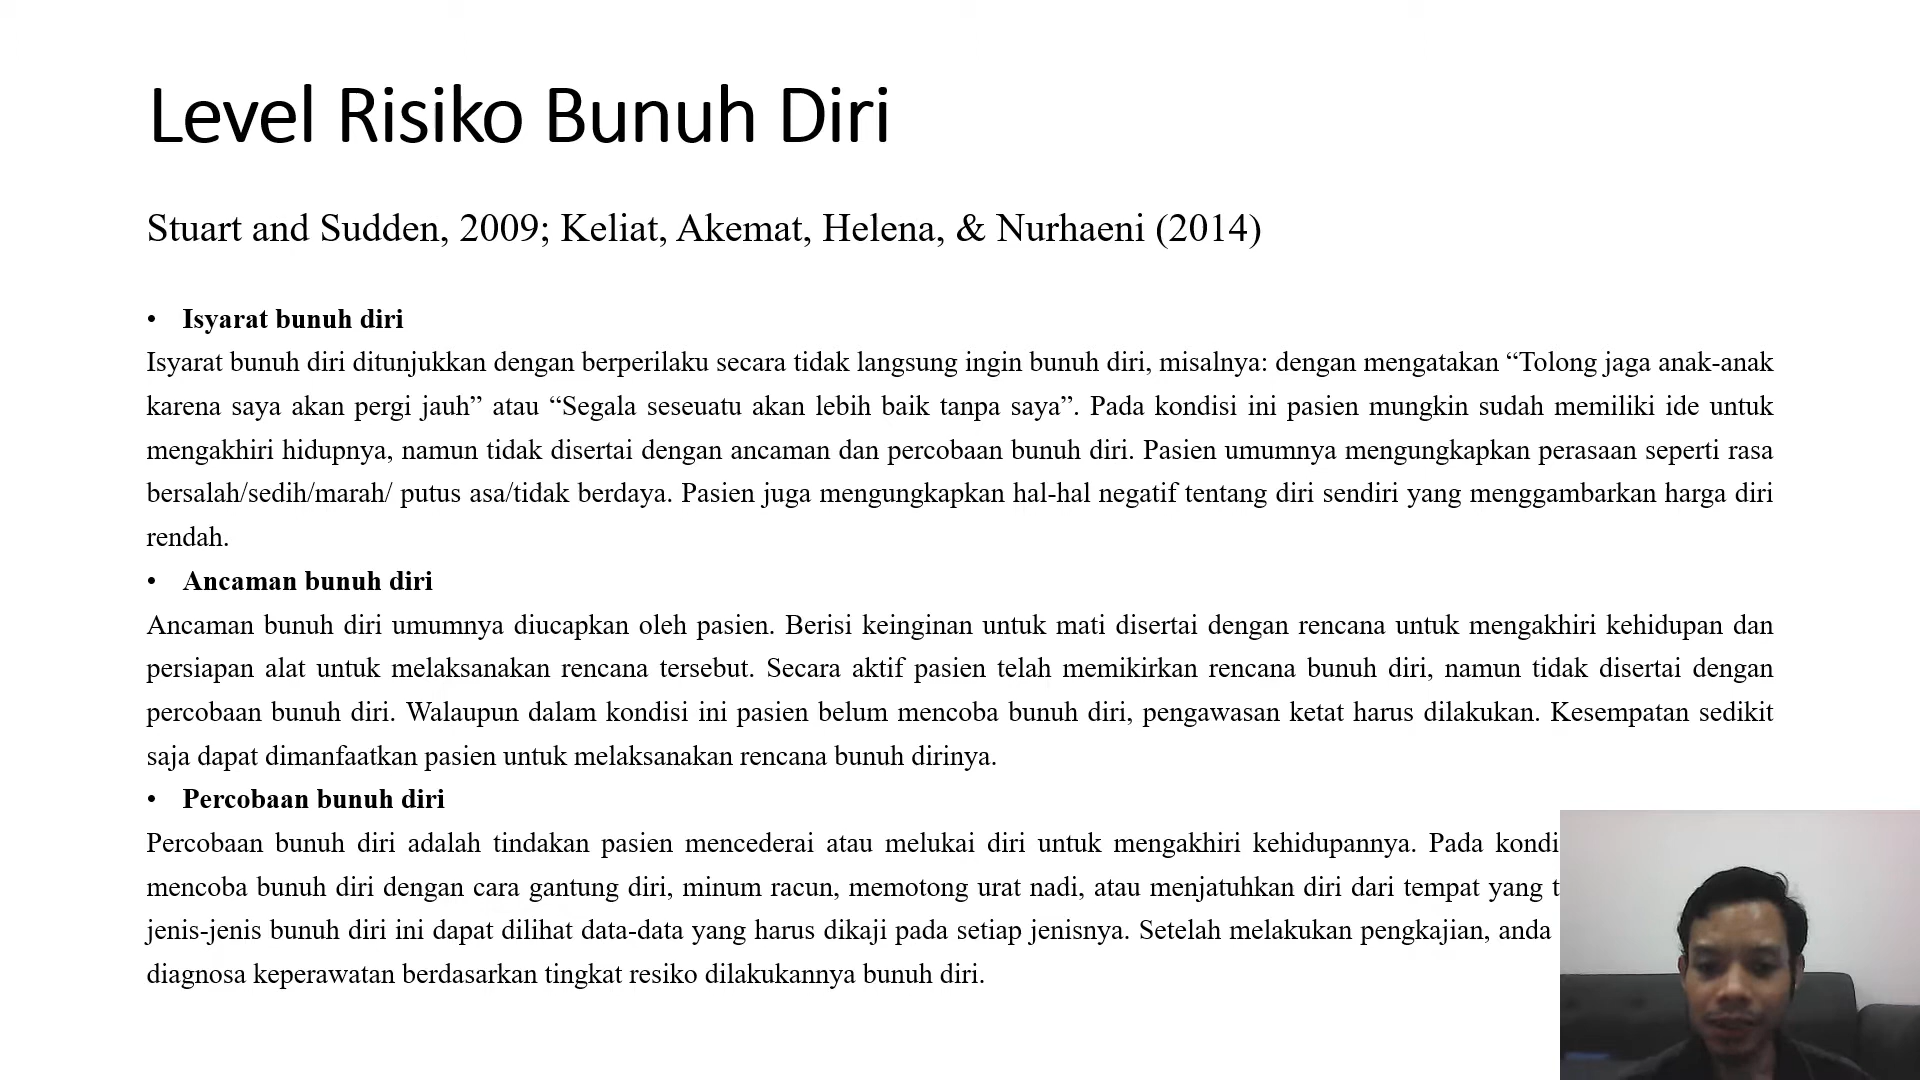 Level Risiko Bunuh Diri
Stuart and Sudden, 2009; Keliat, Akemat, Helena, & Nurhaeni (2014)
• Isyarat bunuh diri
Isyarat bunuh diri ditunjukkan dengan berperilaku secara tidak langsung ingin bunuh diri, misalnya: dengan mengatakan “Tolong jaga anak-anak
karena saya akan pergi jauh” atau “Segala seseuatu akan lebih baik tanpa saya”. Pada kondisi ini pasien mungkin sudah memiliki ide untuk
mengakhiri hidupnya, namun tidak disertai dengan ancaman dan percobaan bunuh diri. Pasien umumnya mengungkapkan perasaan seperti rasa
bersalah/sedih/marah/ putus asa/tidak berdaya. Pasien juga mengungkapkan hal-hal negatif tentang diri sendiri yang menggambarkan harga diri
rendah.
• Ancaman bunuh diri
Ancaman bunuh diri umumnya diucapkan oleh pasien. Berisi keinginan untuk mati disertai dengan rencana untuk mengakhiri kehidupan dan
persiapan alat untuk melaksanakan rencana tersebut. Secara aktif pasien telah memikirkan rencana bunuh diri, namun tidak disertai dengan
percobaan bunuh diri. Walaupun dalam kondisi ini pasien belum mencoba bunuh diri, pengawasan ketat harus dilakukan. Kesempatan sedikit
saja dapat dimanfaatkan pasien untuk melaksanakan rencana bunuh dirinya.
• Percobaan bunuh diri
Percobaan bunuh diri adalah tindakan pasien mencederai atau melukai diri untuk mengakhiri kehidupannya. Pada kondi
mencoba bunuh diri dengan cara gantung diri, minum racun, memotong urat nadi, atau menjatuhkan diri dari tempat yang t
jenis-jenis bunuh diri ini dapat dilihat data-data yang harus dikaji pada setiap jenisnya. Setelah melakukan pengkajian, anda
diagnosa keperawatan berdasarkan tingkat resiko dilakukannya bunuh diri.